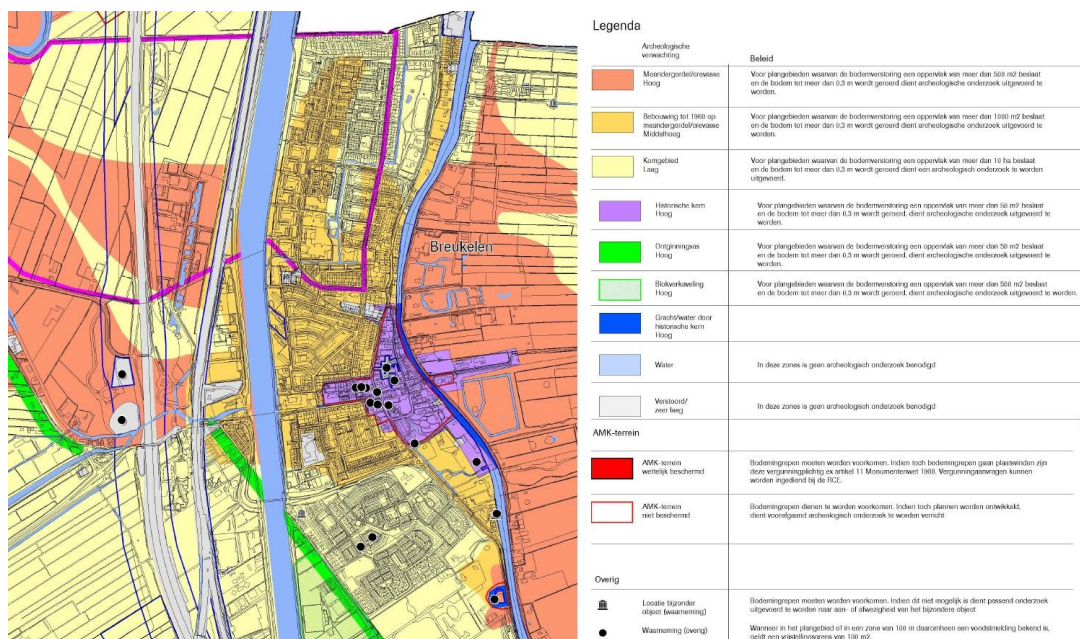 Breukelen
Legenda
Archeologische
verwachting
Beleid
Meandergordel/crevasse
Hoog
Voor plangebieden waarvan de bodemverstoring een oppervlak van meer dan 500 m2 beslaat
en de bodem tot meer dan 0,3 m wordt geroerd dient archeologische onderzoek uitgevoerd te
worden.
Bebouwing tot 1960 op
meandergordel/crevasse
Middelhoog
Voor plangebieden waarvan de bodemverstoring een oppervlak van meer dan 1000 m2 beslaat
en de bodem tot meer dan 0,3 m wordt geroerd dient archeologische onderzoek uitgevoerd te
worden.
Komgebied
Laag
Voor plangebieden waarvan de bodemverstoring een oppervlak van meer dan 10 ha beslaat
en de bodem tot meer dan 0,3 m wordt geroerd dient een archeologisch onderzoek te worden
uitgevoerd.
Historische kern
Hoog
Voor plangebieden waarvan de bodemverstoring een oppervlak van meer dan 50 m2 beslaat
en de bodem tot meer dan 0,3 m wordt geroerd, dient archeologische onderzoek uitgevoerd te
worden.
Ontginningsas
Hoog
Voor plangebieden waarvan de bodemverstoring een oppervlak van meer dan 50 m2 beslaat
en de bodem tot meer dan 0,3 m wordt geroerd, dient archeologische onderzoek uitgevoerd te
worden.
Blokverkaveling
Hoog
Voor plangebieden waarvan de bodemverstoring een oppervlak van meer dan 500 m2 beslaat
en de bodem tot meer dan 0,3 m wordt geroerd, dient archeologische onderzoek uitgevoerd te worden.
Gracht/water door
historische kern
Hoog
Water
In deze zones is geen archeologisch onderzoek benodigd
Verstoord/
zeer laag
In deze zones is geen archeologisch onderzoek benodigd
AMK-terrein
AMK-terrein
wettelijk beschermd
Bodemingrepen moeten worden voorkomen. Indien toch bodemingrepen gaan plaatsvinden zijn
deze vergunningplichtig ex artikel 11 Monumentenwet 1988. Vergunningaanvragen kunnen
worden ingediend bij de RCE.
AMK-terrein
niet beschermd
Bodemingrepen dienen te worden voorkomen. Indien toch plannen worden ontwikkeld,
dient voorafgaand archeologisch onderzoek te worden verricht
Overig
Locatie bijzonder
object (waarneming)
Bodemingrepen moeten worden voorkomen. Indien dit niet mogelijk is dient passend onderzoek
uitgevoerd te worden naar aan- of afwezigheid van het bijzondere object
Waarneming (overig)
Wanneer in het plangebied of in een zone van 100 m daaromheen een vondstmelding bekend is,
geldt een vrijstellingsgrens van 100 m2.